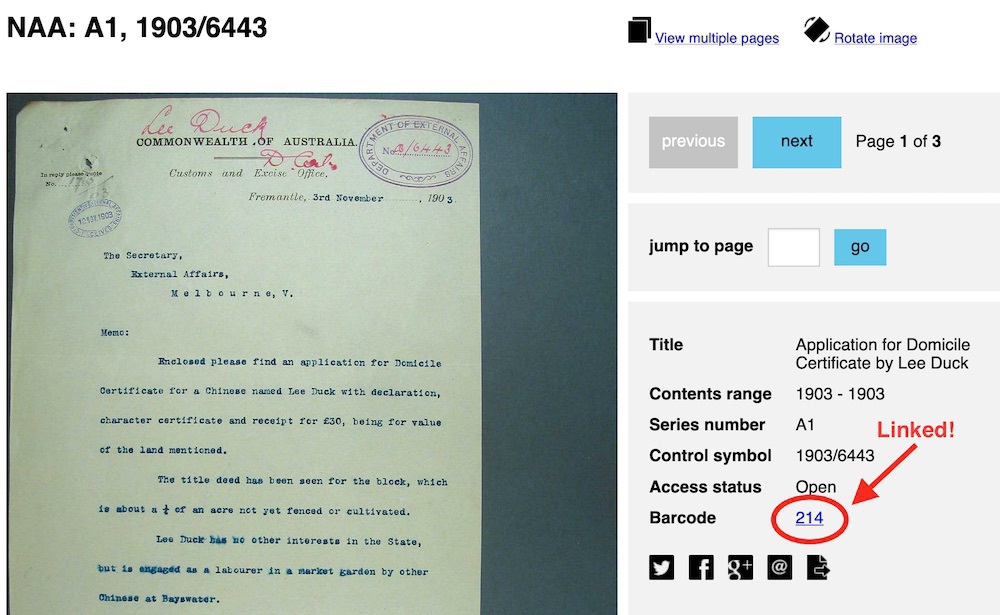 NAA: A1, 1903/6443
View multiple pages
Rotate image
Lee Duck
COMMONWEALTH OF AUSTRALIA.
DEPARTMENT OF EXTERNAL AFFAIRS
No 03/6443
In reply please quote
No.
Customs and Excise Office,
Fremantle, 3rd November, 1903.
10 NOV 1903
The Secretary,
External Affairs,
Melbourne, V.
Memo:
Enclosed please find an application for Domicile
Certificate for a Chinese named Lee Duck with declaration,
character certificate and receipt for £30, being for value
of the land mentioned.
The title deed has been seen for the block, which
is about a ¼ of an acre not yet fenced or cultivated.
Lee Duck has no other interests in the State,
but is engaged as a labourer in a market garden by other
Chinese at Bayswater.
previous
next
Page 1 of 3
jump to page
go
Title Application for Domicile
Certificate by Lee Duck
Contents range 1903 - 1903
Series number A1
Linked!
Control symbol 1903/6443
Access status Open
Barcode 214